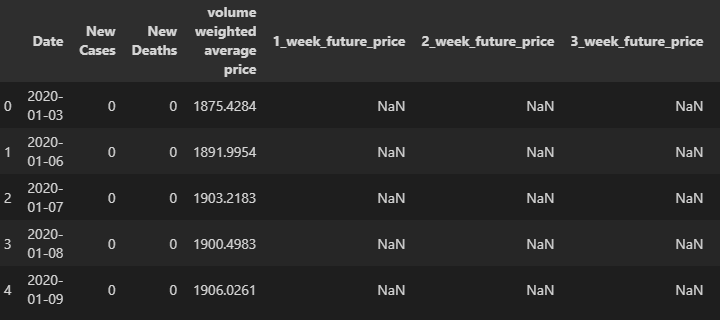 Date New Cases New Deaths volume weighted average price 1_week_future_price 2_week_future_price 3_week_future_price
0 2020-01-03 0 0 1875.4284 NaN NaN NaN
1 2020-01-06 0 0 1891.9954 NaN NaN NaN
2 2020-01-07 0 0 1903.2183 NaN NaN NaN
3 2020-01-08 0 0 1900.4983 NaN NaN NaN
4 2020-01-09 0 0 1906.0261 NaN NaN NaN